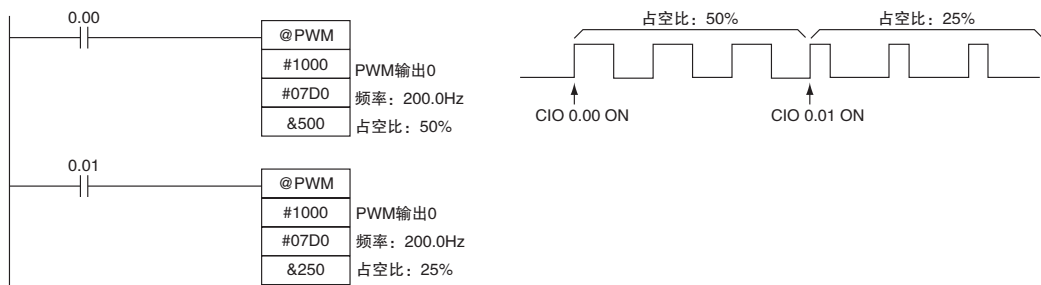 0.00
@PWM
#1000 PWM输出0
#07D0 频率：200.0Hz
&500 占空比：50%
占空比：50% 占空比：25%
CIO 0.00 ON CIO 0.01 ON
0.01
@PWM
#1000 PWM输出0
#07D0 频率：200.0Hz
&250 占空比：25%